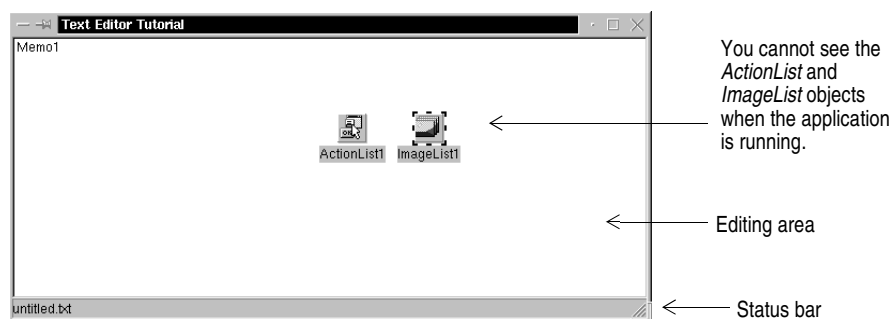 Text Editor Tutorial
Memo1
ActionList1
ImageList1
untitled.txt
You cannot see the
ActionList and
ImageList objects
when the application
is running.
Editing area
Status bar